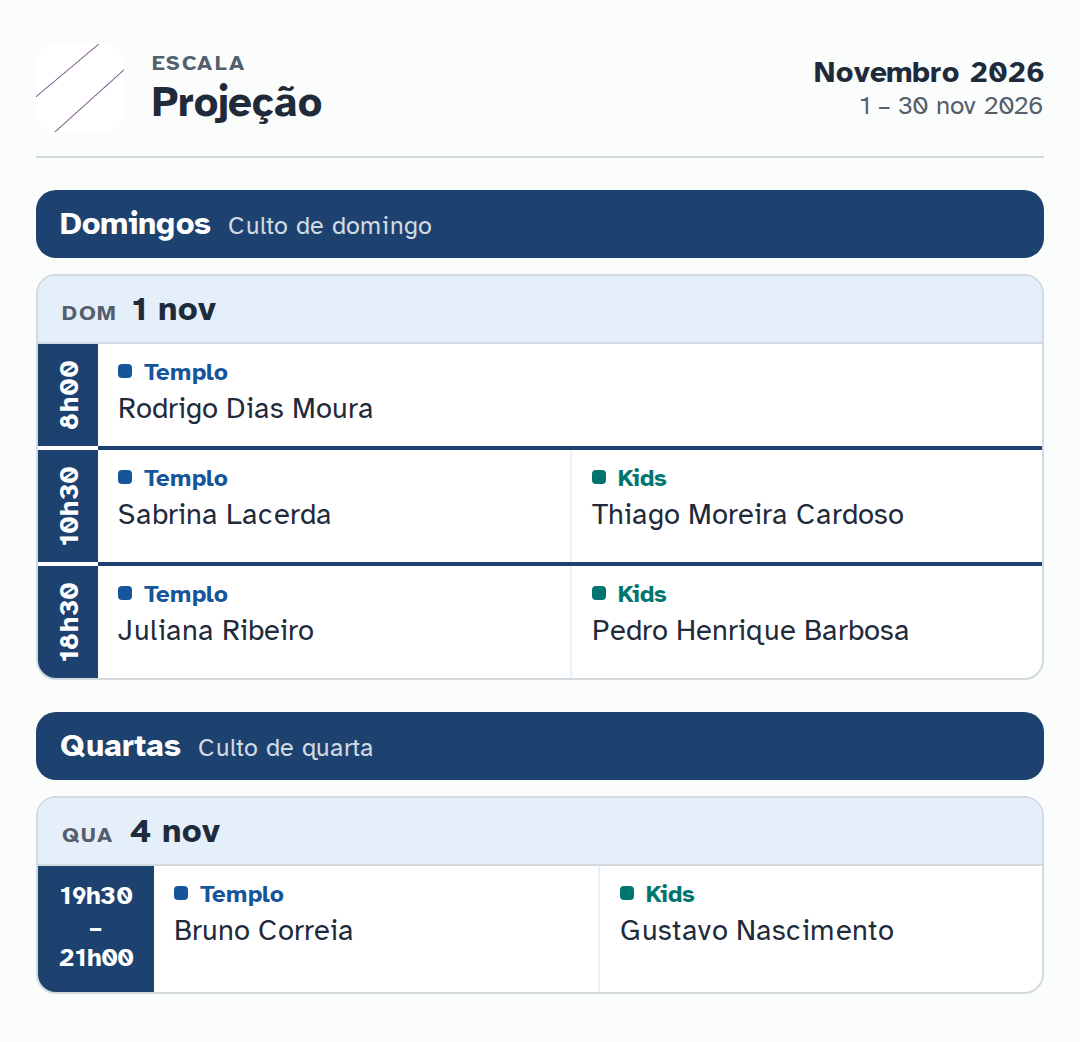 ESCALA
Projeção
Novembro 2026
1 – 30 nov 2026
Domingos Culto de domingo
DOM 1 nov
8h00
Templo
Rodrigo Dias Moura
10h30
Templo
Sabrina Lacerda
Kids
Thiago Moreira Cardoso
18h30
Templo
Juliana Ribeiro
Kids
Pedro Henrique Barbosa
Quartas Culto de quarta
QUA 4 nov
19h30
–
21h00
Templo
Bruno Correia
Kids
Gustavo Nascimento